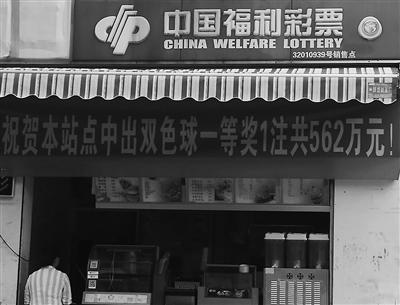 中国福利彩票
CHINA WELFARE LOTTERY
32010939号销售点
祝贺本站点中出双色球一等奖1注共562万元！